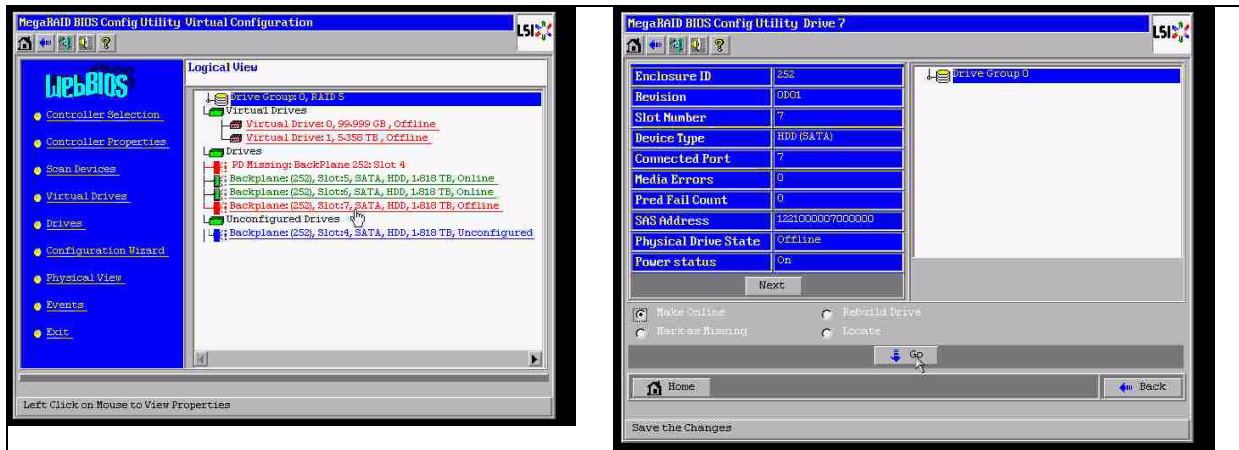 MegaRAID BIOS Config Utility Virtual Configuration
LSI
WebBIOS
Controller Selection
Controller Properties
Scan Devices
Virtual Drives
Drives
Configuration Wizard
Physical View
Events
Exit
Logical View
Drive Group: 0, RAID 5
Virtual Drives
Virtual Drive: 0, 99.999 GB, Offline
Virtual Drive: 1, 5.358 TB, Offline
Drives
PD Missing: BackPlane 252: Slot 4
Backplane: (252), Slot:5, SATA, HDD, 1.818 TB, Online
Backplane: (252), Slot:6, SATA, HDD, 1.818 TB, Online
Backplane: (252), Slot:7, SATA, HDD, 1.818 TB, Offline
Unconfigured Drives
Backplane: (252), Slot:4, SATA, HDD, 1.818 TB, Unconfigured
Left Click on Mouse to View Properties
MegaRAID BIOS Config Utility Drive 7
LSI
Enclosure ID 252
Revision 0D01
Slot Number 7
Device Type HDD (SATA)
Connected Port 7
Media Errors 0
Pred Fail Count 0
SAS Address 1221000007000000
Physical Drive State Offline
Power status On
Next
Drive Group 0
Make Online
Rebuild Drive
Mark as Missing
Locate
Go
Home
Back
Save the Changes